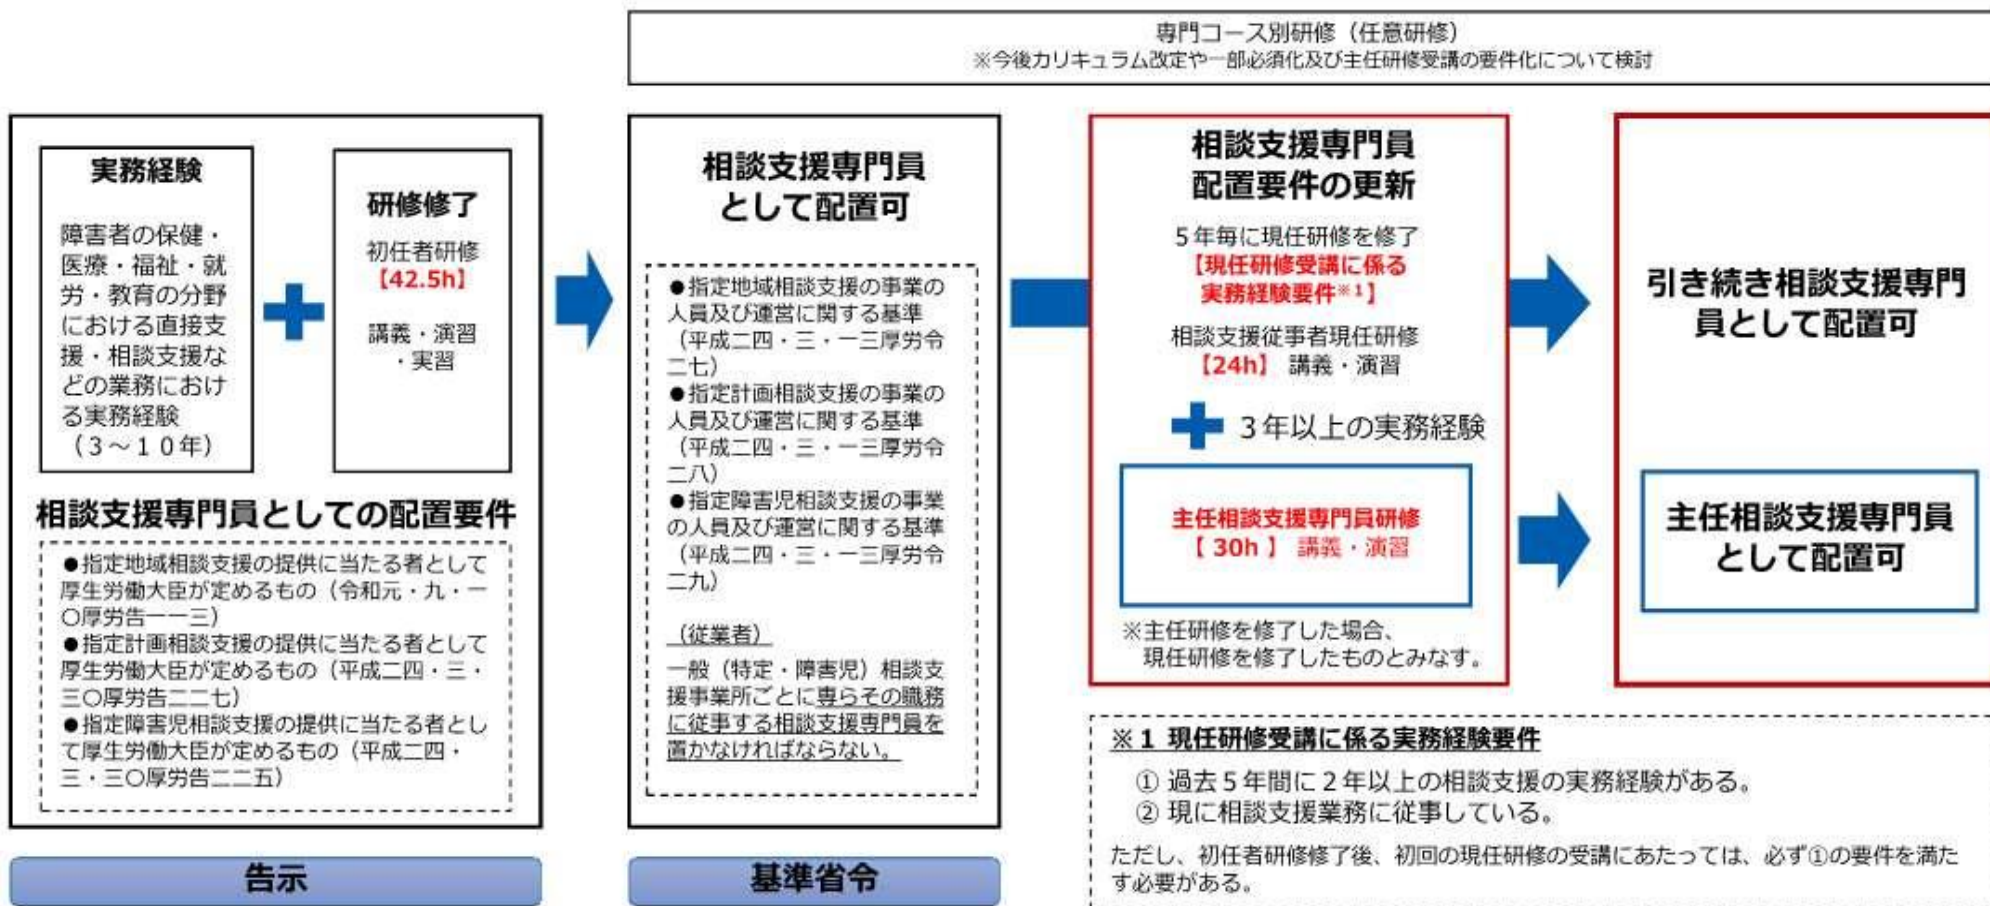 専門コース別研修（任意研修）
※今後カリキュラム改定や一部必須化及び主任研修受講の要件化について検討
実務経験
障害者の保健・
医療・福祉・就
労・教育の分野
における直接支
援・相談支援な
どの業務におけ
る実務経験
（３～１０年）
研修修了
初任者研修
【42.5h】
講義・演習
・実習
相談支援専門員としての配置要件
●指定地域相談支援の提供に当たる者として
厚生労働大臣が定めるもの（令和元・九・一
〇厚労告一一三）
●指定計画相談支援の提供に当たる者として
厚生労働大臣が定めるもの（平成二四・三・
三〇厚労告二二七）
●指定障害児相談支援の提供に当たる者とし
て厚生労働大臣が定めるもの（平成二四・
三・三〇厚労告二二五）
告示
相談支援専門員
として配置可
●指定地域相談支援の事業の
人員及び運営に関する基準
（平成二四・三・一三厚労令
二七）
●指定計画相談支援の事業の
人員及び運営に関する基準
（平成二四・三・一三厚労令
二八）
●指定障害児相談支援の事業
の人員及び運営に関する基準
（平成二四・三・一三厚労令
二九）
（従業者）
一般（特定・障害児）相談支
援事業所ごとに専らその職務
に従事する相談支援専門員を
置かなければならない。
基準省令
相談支援専門員
配置要件の更新
５年毎に現任研修を修了
【現任研修受講に係る
実務経験要件※1】
相談支援従事者現任研修
【24h】 講義・演習
３年以上の実務経験
主任相談支援専門員研修
【 30h 】 講義・演習
※主任研修を修了した場合、
現任研修を修了したものとみなす。
引き続き相談支援専門
員として配置可
主任相談支援専門員
として配置可
※１ 現任研修受講に係る実務経験要件
① 過去５年間に２年以上の相談支援の実務経験がある。
② 現に相談支援業務に従事している。
ただし、初任者研修修了後、初回の現任研修の受講にあたっては、必ず①の要件を満た
す必要がある。